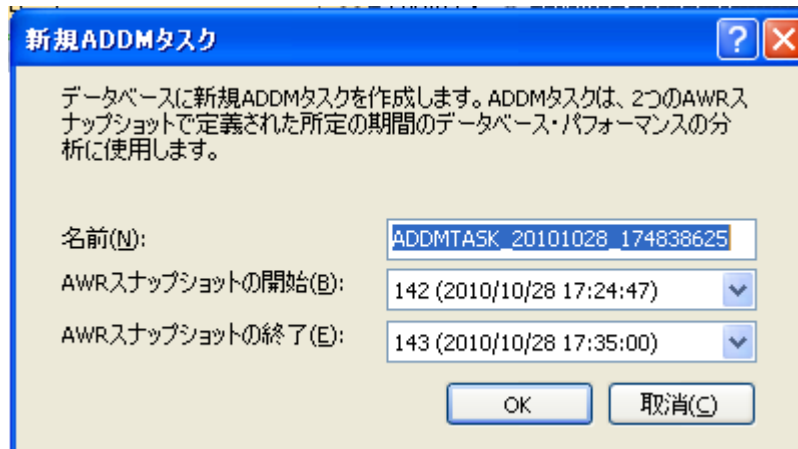 新規ADDMタスク
データベースに新規ADDMタスクを作成します。ADDMタスクは、2つのAWRス
ナップショットで定義された所定の期間のデータベース・パフォーマンスの分
析に使用します。
名前(N):
ADDMTASK_20101028_174838625
AWRスナップショットの開始(B):
142 (2010/10/28 17:24:47)
AWRスナップショットの終了(E):
143 (2010/10/28 17:35:00)
OK
取消(C)